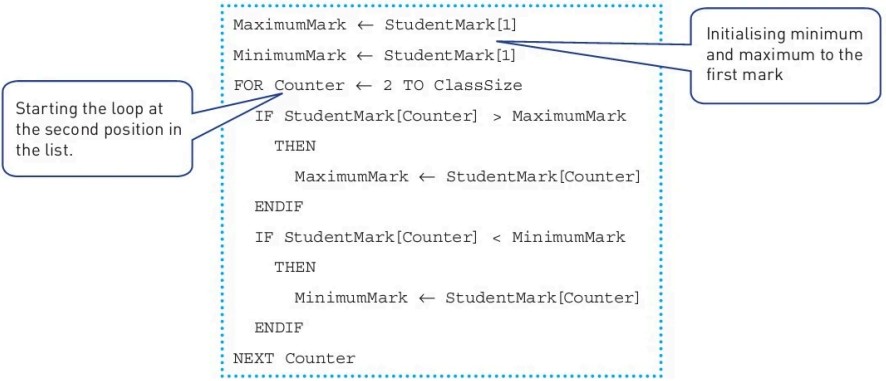 MaximumMark ← StudentMark[1]
MinimumMark ← StudentMark[1]
FOR Counter ← 2 TO ClassSize
IF StudentMark[Counter] > MaximumMark
THEN
MaximumMark ← StudentMark[Counter]
ENDIF
IF StudentMark[Counter] < MinimumMark
THEN
MinimumMark ← StudentMark[Counter]
ENDIF
NEXT Counter
Initialising minimum
and maximum to the
first mark
Starting the loop at
the second position in
the list.